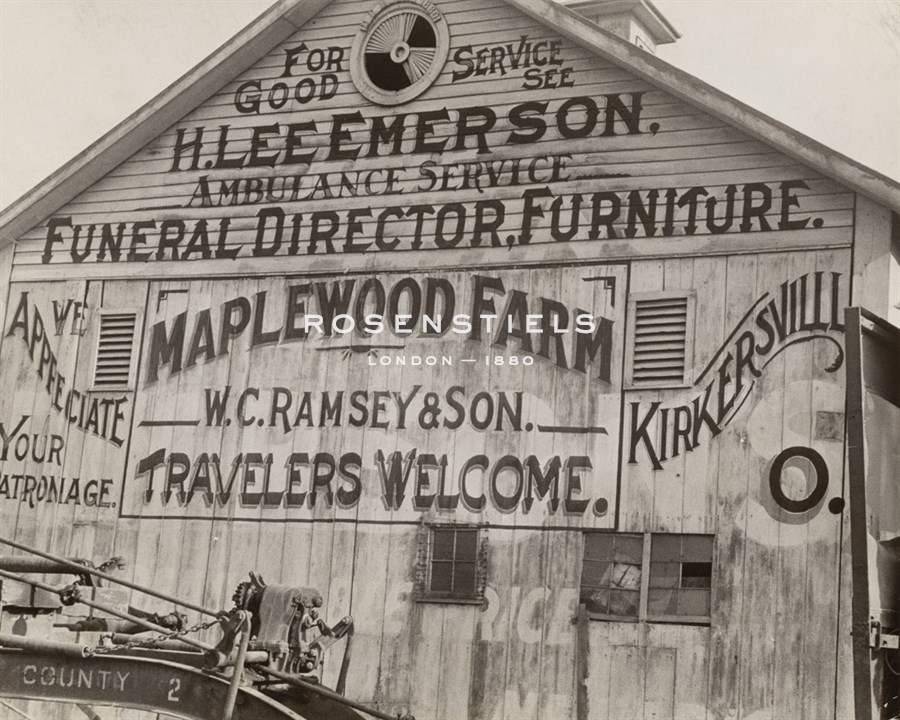 FOR GOOD
SERVICE SEE
H. LEE EMERSON.
AMBULANCE SERVICE
FUNERAL DIRECTOR, FURNITURE.
WE
APPRECIATE
YOUR
PATRONAGE.
MAPLEWOOD FARM
W. C. RAMSEY & SON.
TRAVELERS WELCOME.
KIRKERSVILLE
O.
ROSENSTIELS
LONDON — 1880
COUNTY 2